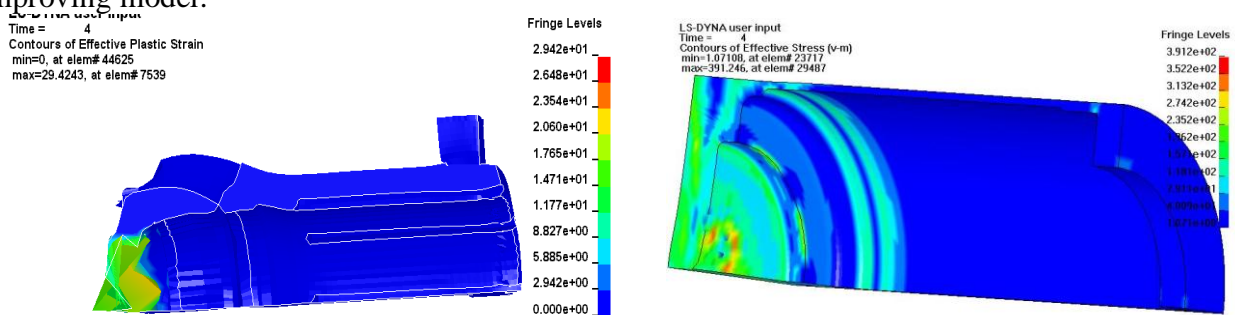 improving model.
LS-DYNA user input
Time = 4
Contours of Effective Plastic Strain
min=0, at elem# 44625
max=29.4243, at elem# 7539
Fringe Levels
2.942e+01
2.648e+01
2.354e+01
2.060e+01
1.765e+01
1.471e+01
1.177e+01
8.827e+00
5.885e+00
2.942e+00
0.000e+00
LS-DYNA user input
Time = 4
Contours of Effective Stress (v-m)
min=1.07108, at elem# 23717
max=391.246, at elem# 29487
Fringe Levels
3.912e+02
3.522e+02
3.132e+02
2.742e+02
2.352e+02